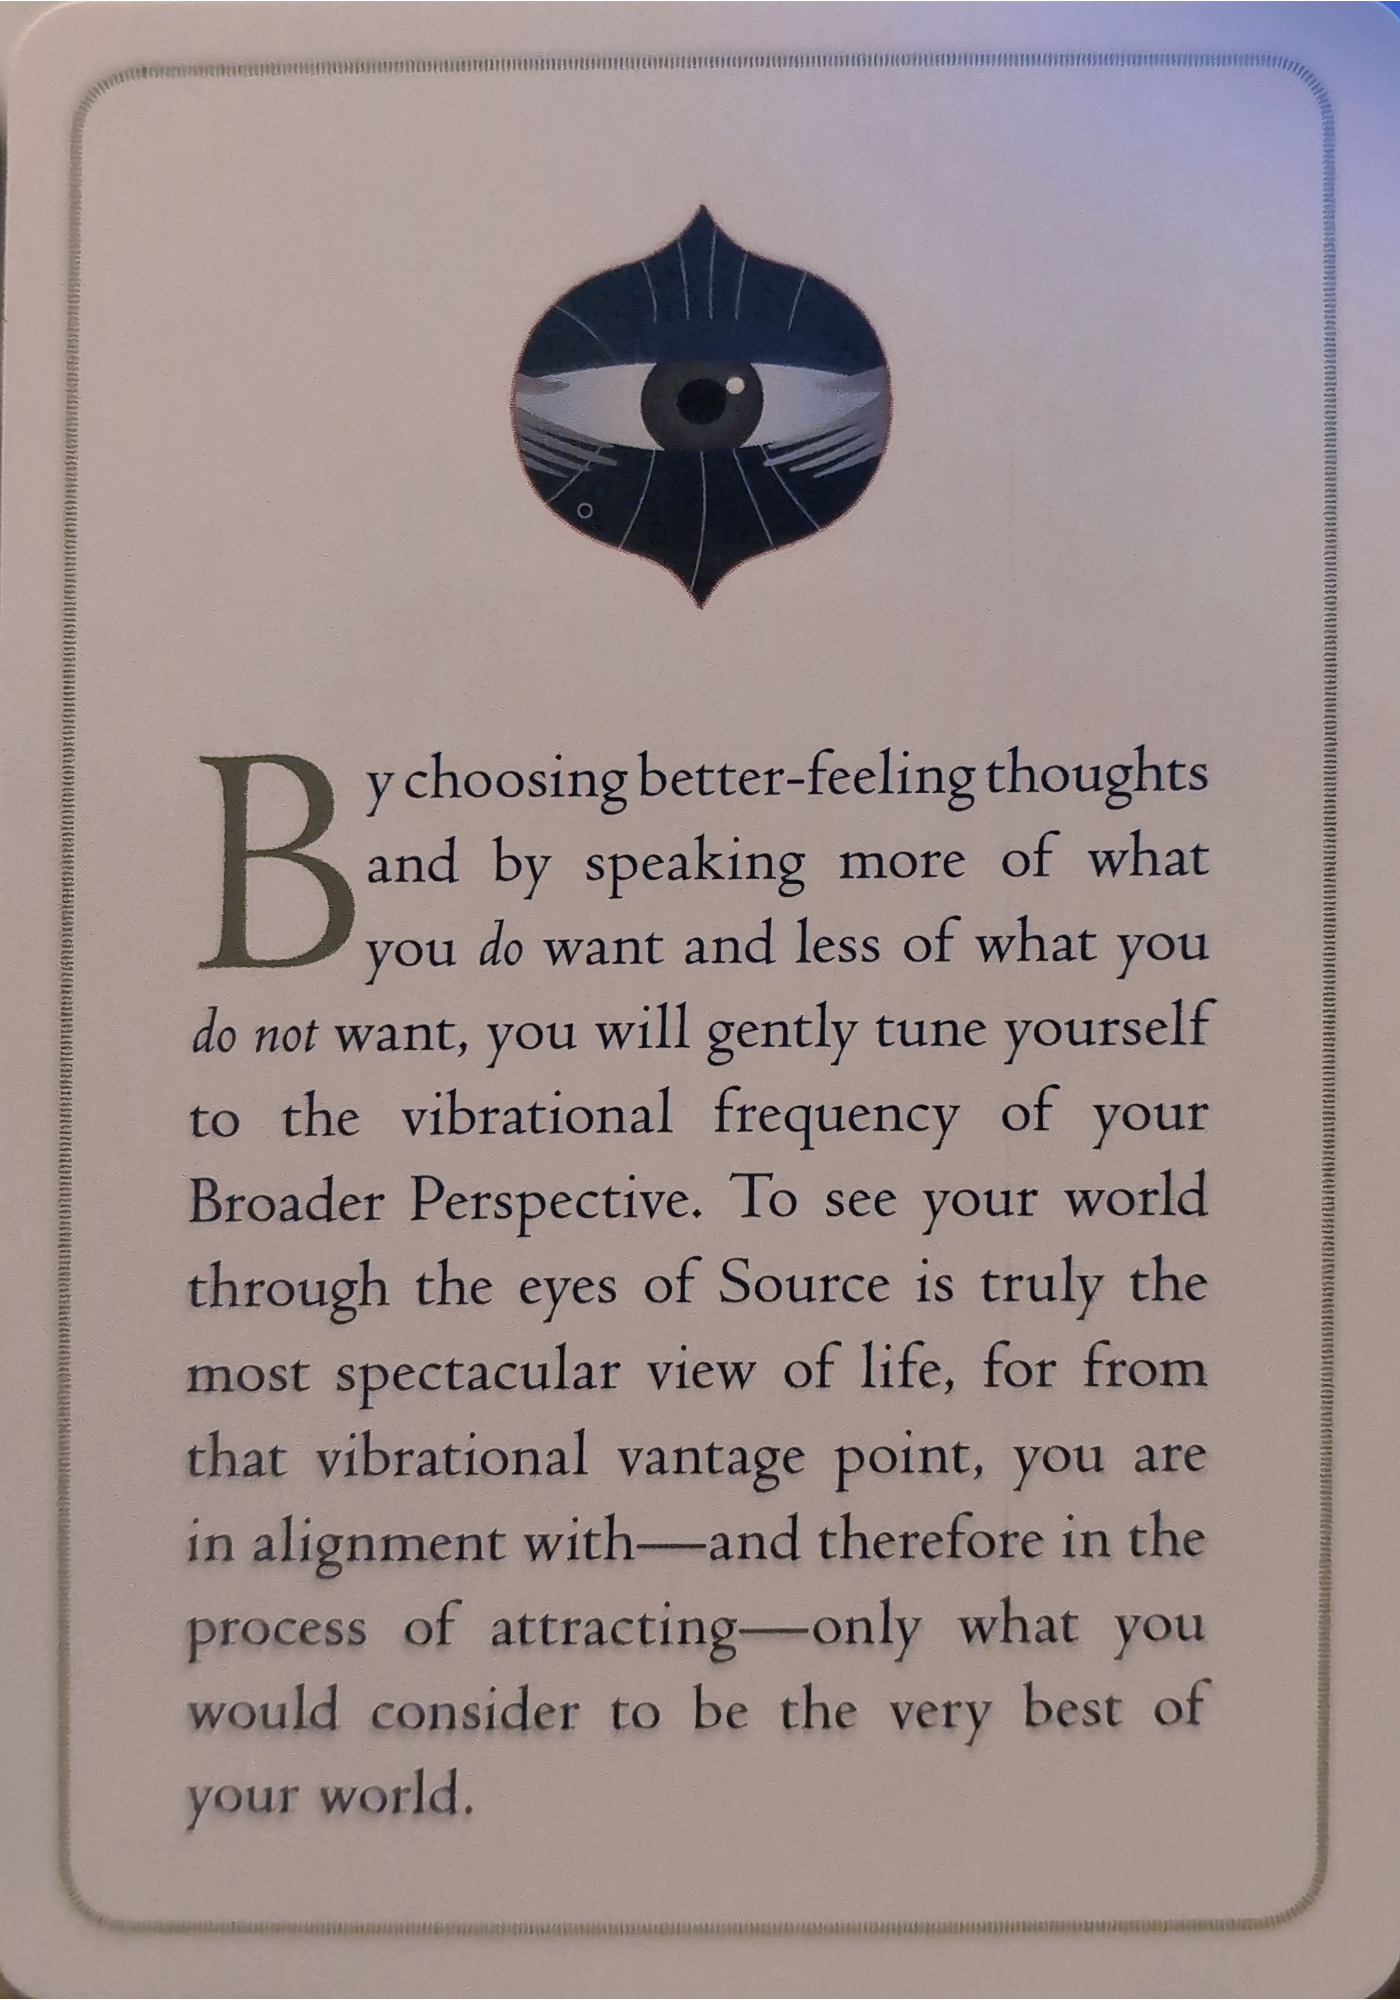 By choosing better-feeling thoughts
and by speaking more of what
you do want and less of what you
do not want, you will gently tune yourself
to the vibrational frequency of your
Broader Perspective. To see your world
through the eyes of Source is truly the
most spectacular view of life, for from
that vibrational vantage point, you are
in alignment with—and therefore in the
process of attracting—only what you
would consider to be the very best of
your world.